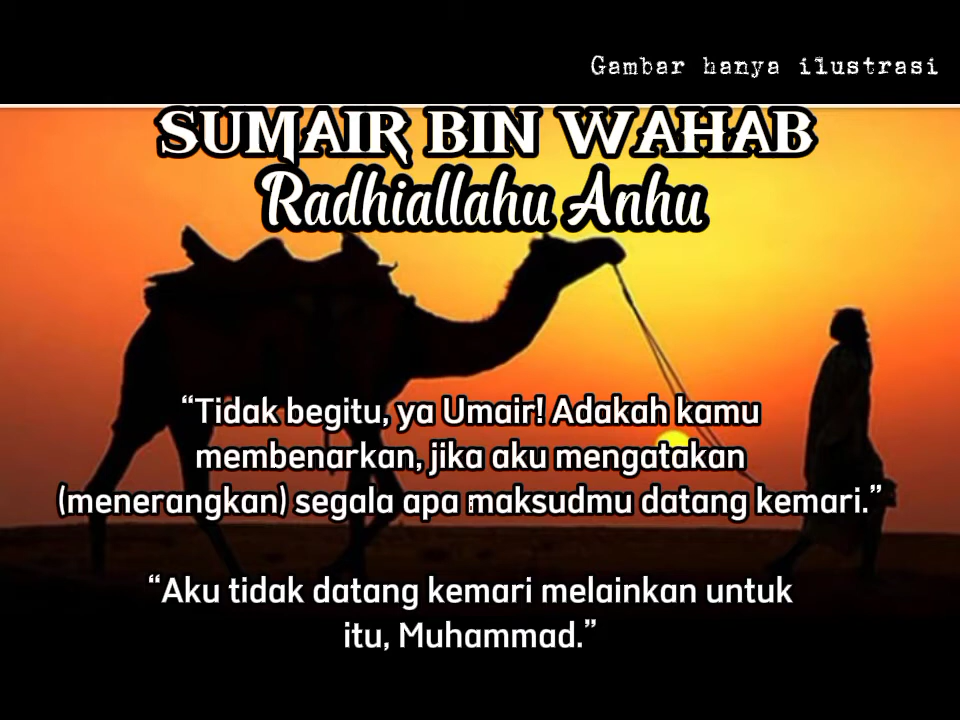 Gambar hanya ilustrasi
SUMAIR BIN WAHAB
Radhiallahu Anhu
“Tidak begitu, ya Umair! Adakah kamu
membenarkan, jika aku mengatakan
(menerangkan) segala apa maksudmu datang kemari.”
“Aku tidak datang kemari melainkan untuk
itu, Muhammad.”